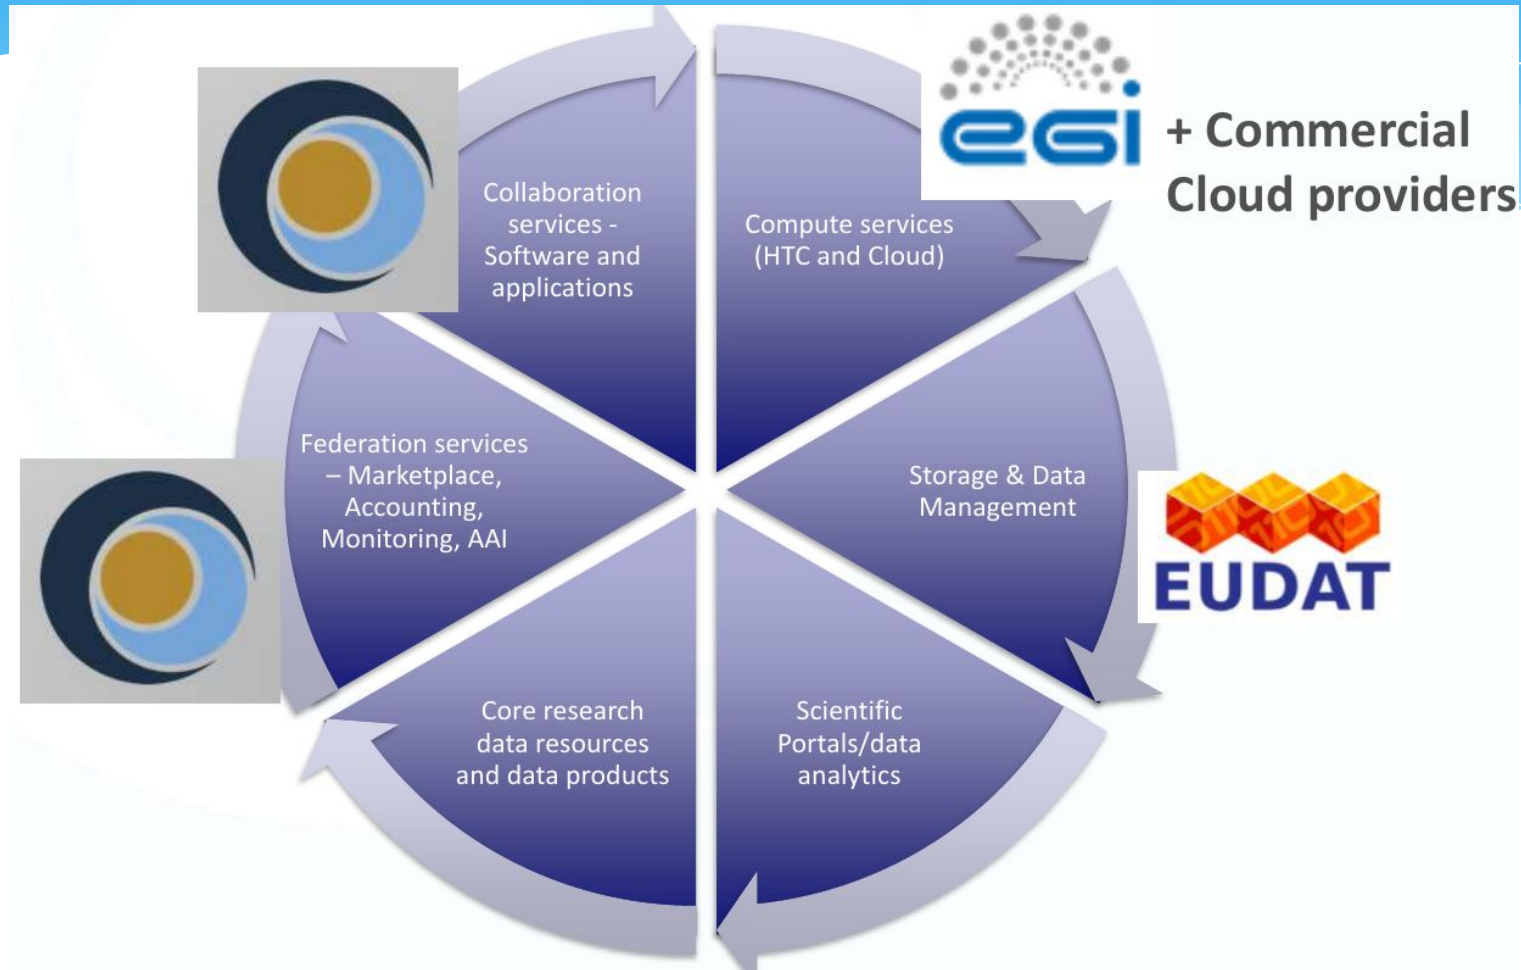 egi
+ Commercial
Cloud providers
Collaboration
services -
Software and
applications
Compute services
(HTC and Cloud)
Federation services
– Marketplace,
Accounting,
Monitoring, AAI
Storage & Data
Management
EUDAT
Core research
data resources
and data products
Scientific
Portals/data
analytics